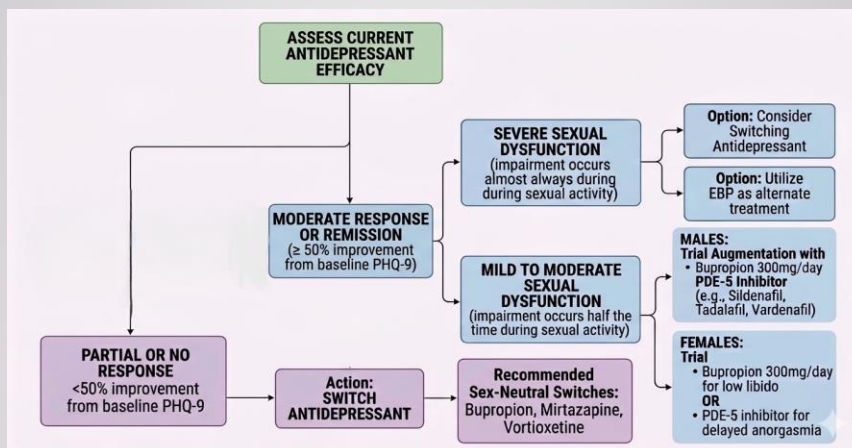 ASSESS CURRENT
ANTIDEPRESSANT
EFFICACY
SEVERE SEXUAL
DYSFUNCTION
(impairment occurs
almost always during
during sexual activity)
Option: Consider
Switching
Antidepressant
Option: Utilize
EBP as alternate
treatment
MODERATE RESPONSE
OR REMISSION
(≥ 50% improvement
from baseline PHQ-9)
MILD TO MODERATE
SEXUAL
DYSFUNCTION
(impairment occurs half the
time during sexual activity)
MALES:
Trial Augmentation with
• Bupropion 300mg/day
PDE-5 Inhibitor
(e.g., Sildenafil,
Tadalafil, Vardenafil)
FEMALES:
Trial
• Bupropion 300mg/day
for low libido
OR
• PDE-5 inhibitor for
delayed anorgasmia
PARTIAL OR NO
RESPONSE
<50% improvement
from baseline PHQ-9
Action:
SWITCH
ANTIDEPRESSANT
Recommended
Sex-Neutral Switches:
Bupropion, Mirtazapine,
Vortioxetine